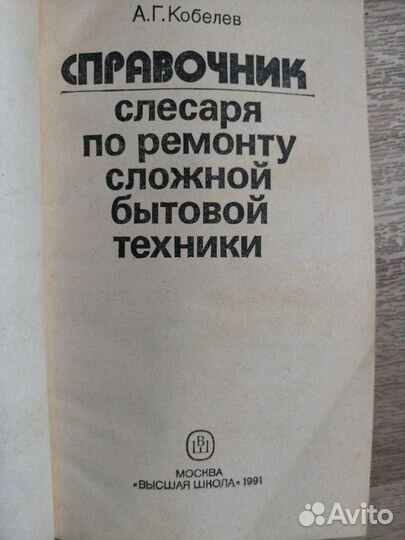 А.Г.Кобелев
СПРАВОЧНИК
слесаря
по ремонту
сложной
бытовой
техники
ВШ
МОСКВА
«ВЫСШАЯ ШКОЛА» 1991
Avito